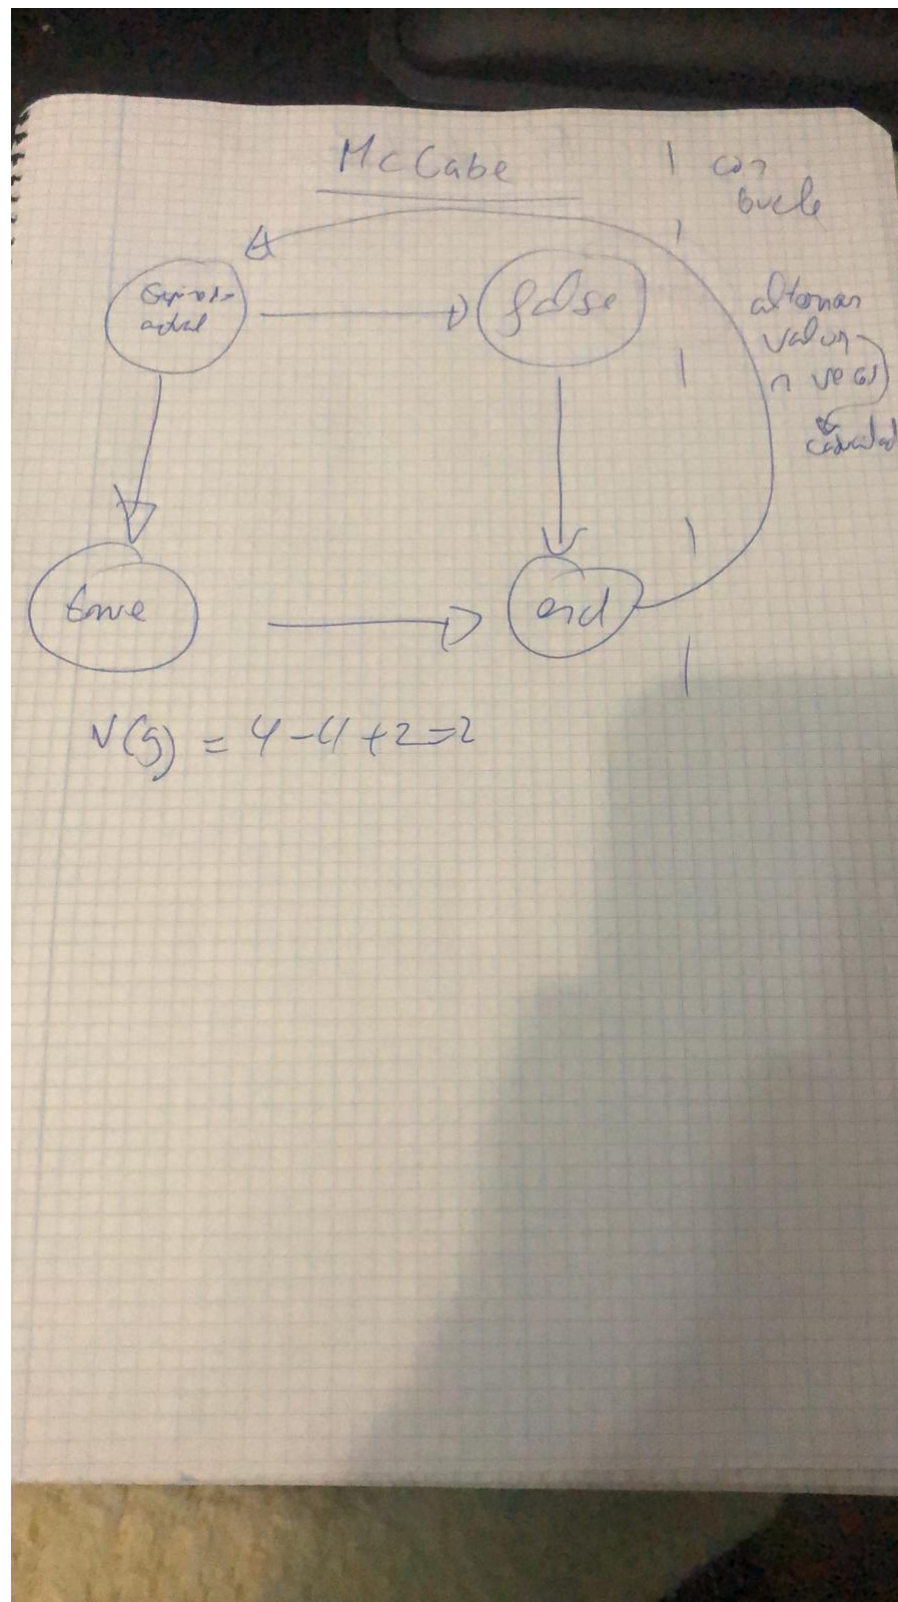 McCabe
con
bucle
false
alternar
valor
n veces
true
end
V(g) = 4-4+2=2